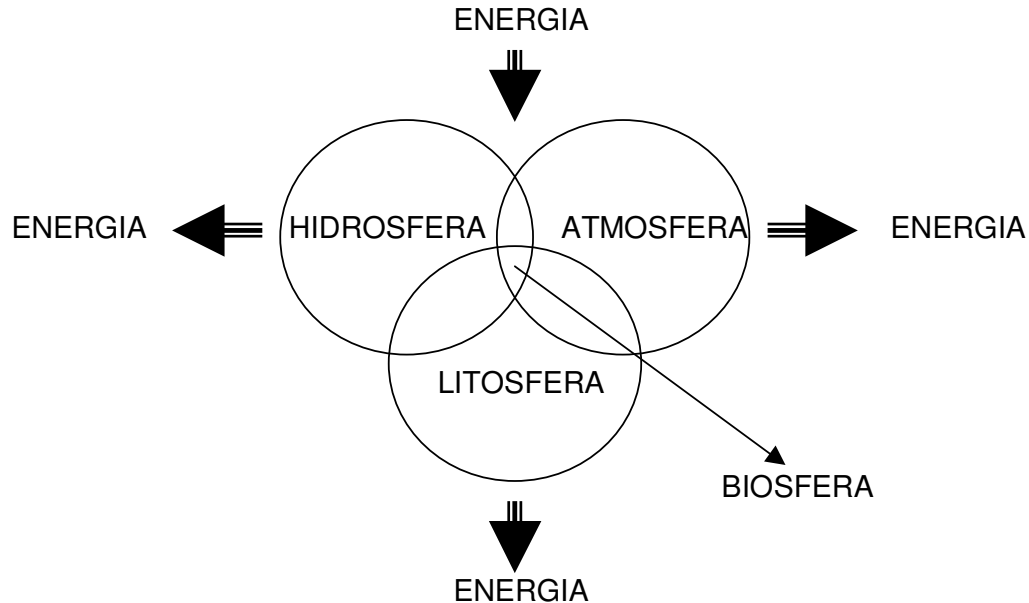 ENERGIA
ENERGIA
HIDROSFERA
ATMOSFERA
ENERGIA
LITOSFERA
BIOSFERA
ENERGIA